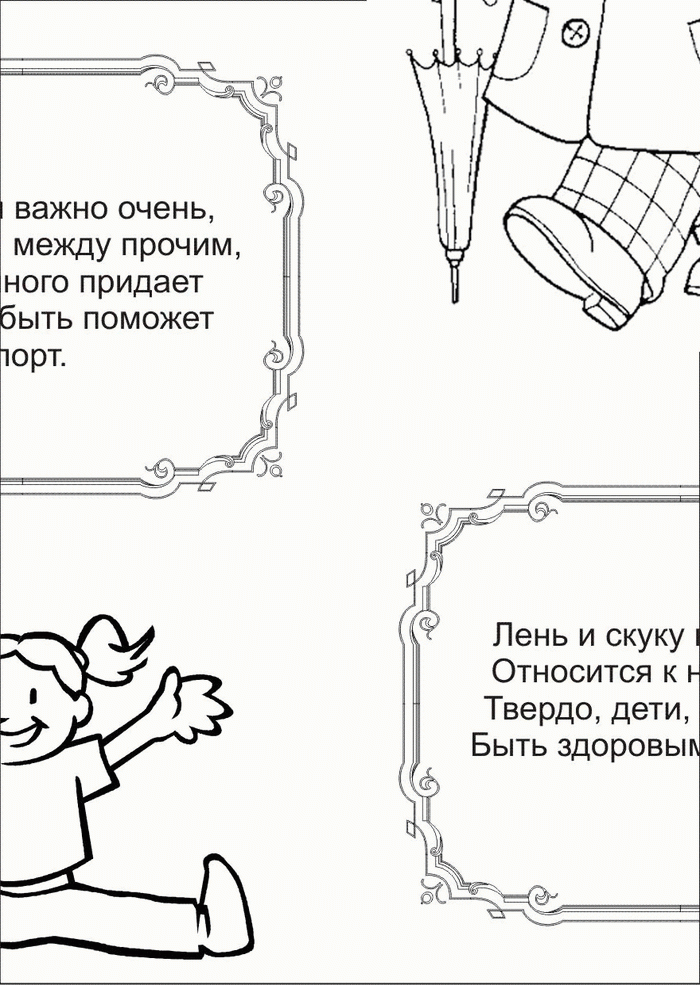 важно очень,
между прочим,
ного придает
быть поможет
порт.
Лень и скуку
Относится к н
Твердо, дети,
Быть здоровым